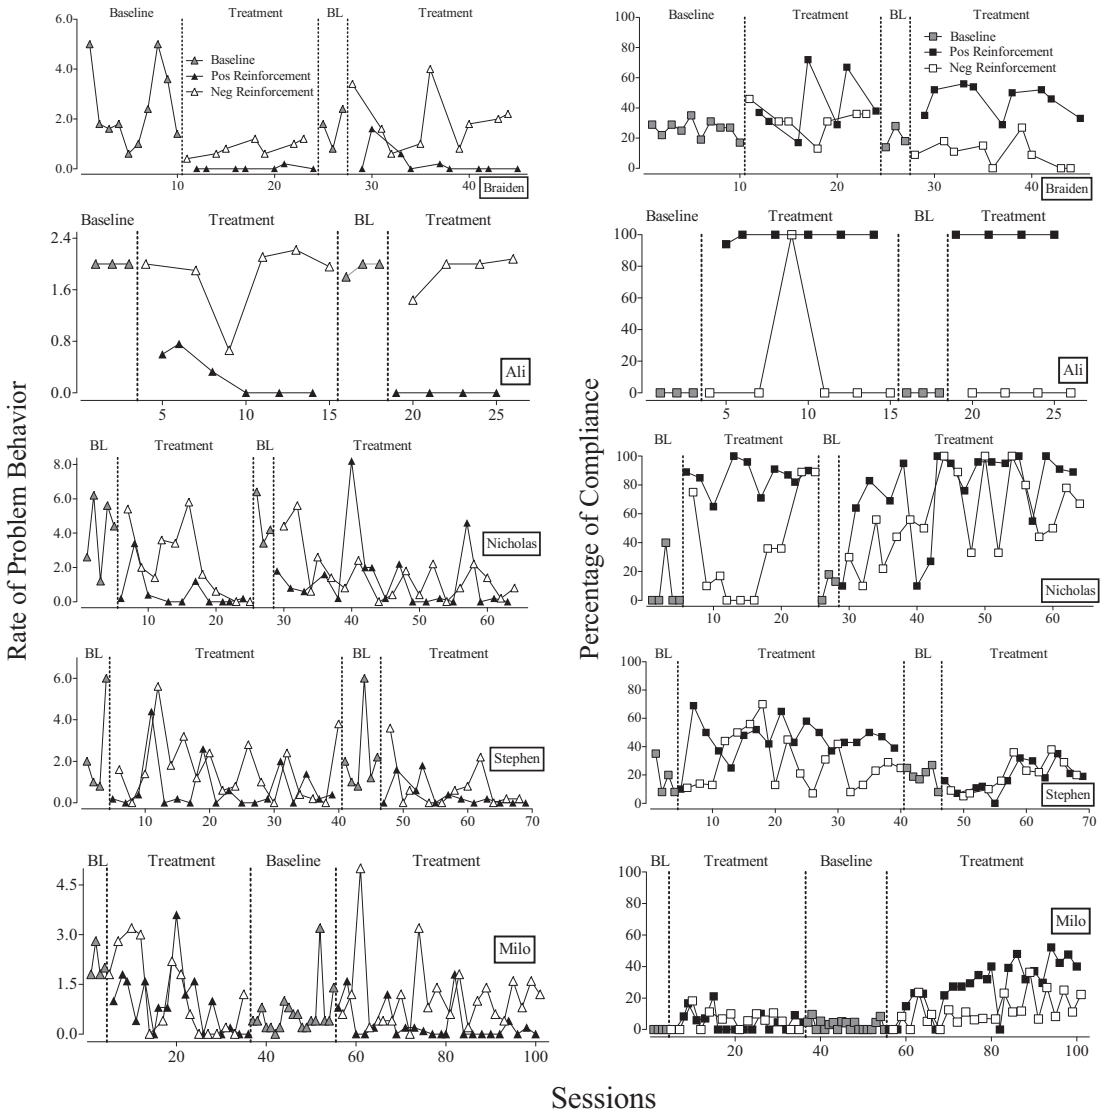 Baseline Treatment BL Treatment
6.0
4.0
2.0
0.0
10 20 30 40
Baseline
Pos Reinforcement
Neg Reinforcement
Braiden
Baseline Treatment BL Treatment
100
80
60
40
20
0
10 20 30 40
Baseline
Pos Reinforcement
Neg Reinforcement
Braiden
Baseline Treatment BL Treatment
2.4
1.6
0.8
0.0
5 10 15 20 25
Ali
Baseline Treatment BL Treatment
100
80
60
40
20
0
5 10 15 20 25
Ali
Rate of Problem Behavior
Percentage of Compliance
BL Treatment BL Treatment
8.0
6.0
4.0
2.0
0.0
10 20 30 40 50 60
Nicholas
BL Treatment BL Treatment
100
80
60
40
20
0
10 20 30 40 50 60
Nicholas
BL Treatment BL Treatment
6.0
4.0
2.0
0.0
10 20 30 40 50 60 70
Stephen
BL Treatment BL Treatment
100
80
60
40
20
0
10 20 30 40 50 60 70
Stephen
BL Treatment Baseline Treatment
4.5
3.0
1.5
0.0
20 40 60 80 100
Milo
BL Treatment Baseline Treatment
100
80
60
40
20
0
20 40 60 80 100
Milo
Sessions